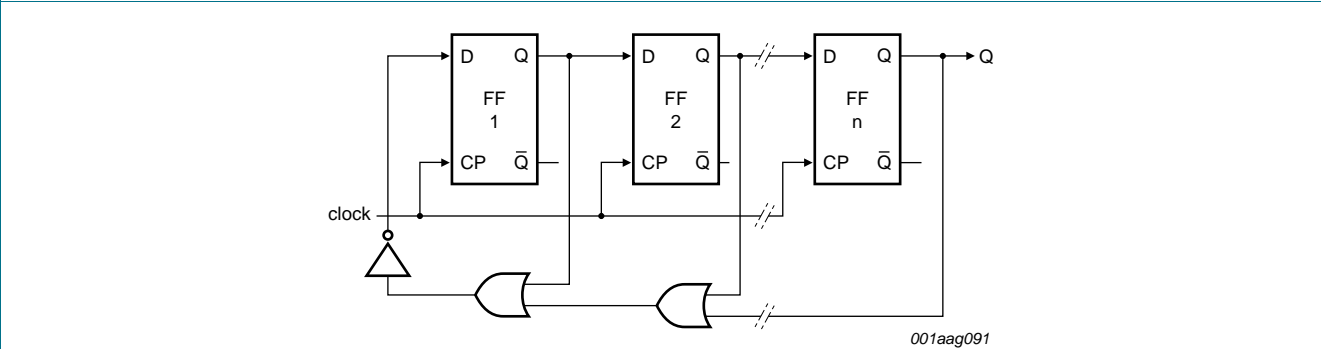 D Q D Q D Q Q
FF FF FF
1 2 n
CP Q̅ CP Q̅ CP Q̅
clock
001aag091